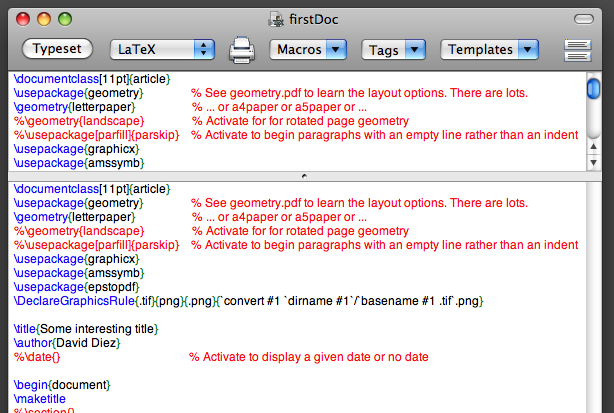 firstDoc
Typeset LaTeX Macros Tags Templates
\documentclass[11pt]{article}
\usepackage{geometry} % See geometry.pdf to learn the layout options. There are lots.
\geometry{letterpaper} % ... or a4paper or a5paper or ...
%\geometry{landscape} % Activate for for rotated page geometry
%\usepackage[parfill]{parskip} % Activate to begin paragraphs with an empty line rather than an indent
\usepackage{graphicx}
\usepackage{amssymb}
\documentclass[11pt]{article}
\usepackage{geometry} % See geometry.pdf to learn the layout options. There are lots.
\geometry{letterpaper} % ... or a4paper or a5paper or ...
%\geometry{landscape} % Activate for for rotated page geometry
%\usepackage[parfill]{parskip} % Activate to begin paragraphs with an empty line rather than an indent
\usepackage{graphicx}
\usepackage{amssymb}
\usepackage{epstopdf}
\DeclareGraphicsRule{.tif}{png}{.png}{`convert #1 `dirname #1`/`basename #1 .tif`.png}
\title{Some interesting title}
\author{David Diez}
%\date{} % Activate to display a given date or no date
\begin{document}
\maketitle
%\section{}